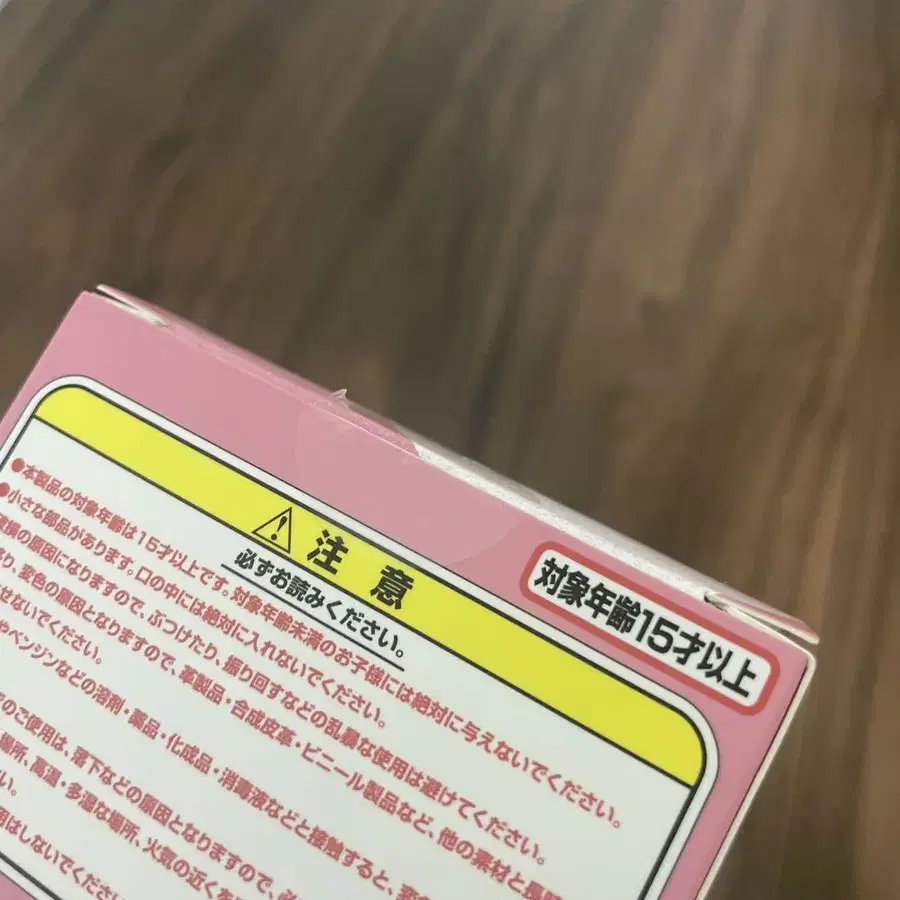 対象年齢15才以上
注意
必ずお読みください。
●本製品の対象年齢は15才以上です。対象年齢未満のお子様には絶対に与えないでください。
●小さな部品があります。口の中には絶対に入れないでください。
損の原因になりますので、ぶつけたり、振り回すなどの乱暴な使用は避けてください。
変色の原因となりますので、革製品・合成皮革・ビニール製品など、他の素材と長
せないでください。
やベンジンなどの溶剤・薬品・化成品・消毒液などと接触すると、
のご使用は、落下などの原因となりますので、
場所、高温・多湿な場所、火気の近く
い。
用はしないでくださ